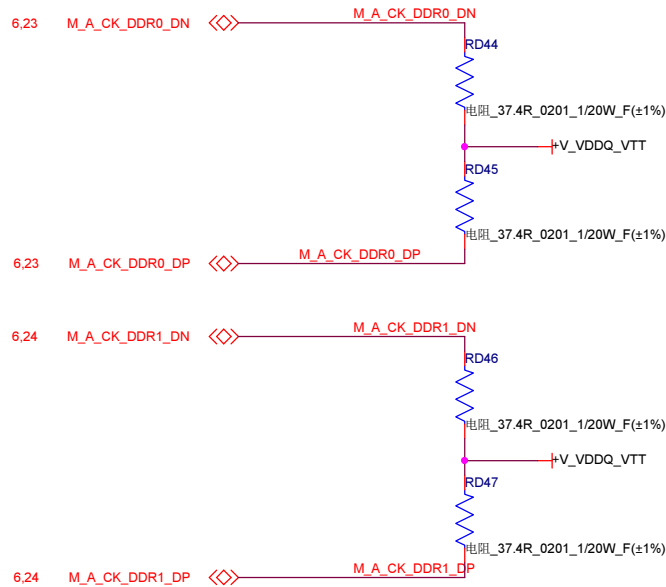 6,23 M_A_CK_DDR0_DN M_A_CK_DDR0_DN
RD44
电阻_37.4R_0201_1/20W_F(±1%)
+V_VDDQ_VTT
RD45
电阻_37.4R_0201_1/20W_F(±1%)
6,23 M_A_CK_DDR0_DP M_A_CK_DDR0_DP
6,24 M_A_CK_DDR1_DN M_A_CK_DDR1_DN
RD46
电阻_37.4R_0201_1/20W_F(±1%)
+V_VDDQ_VTT
RD47
电阻_37.4R_0201_1/20W_F(±1%)
6,24 M_A_CK_DDR1_DP M_A_CK_DDR1_DP